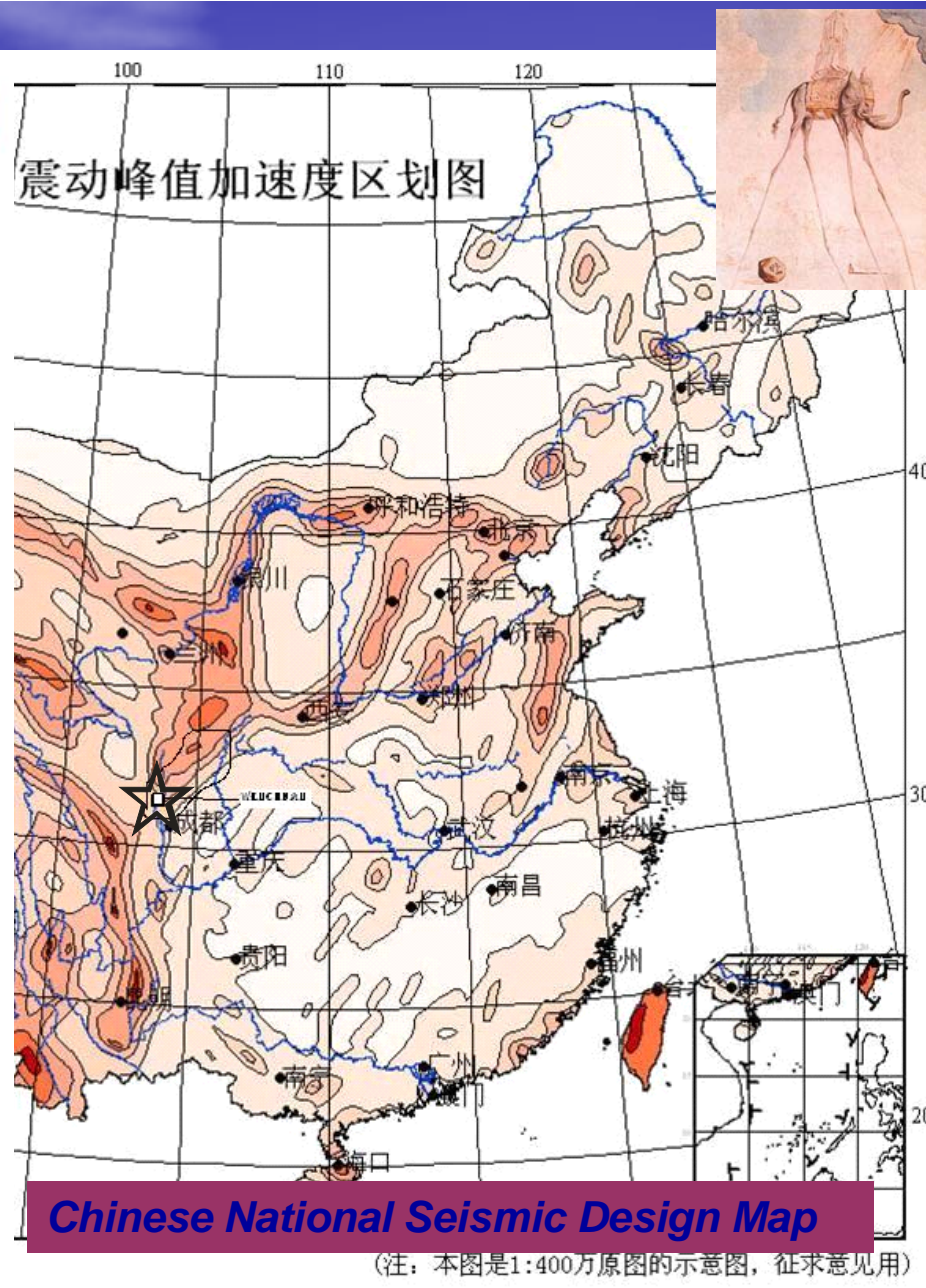 100 110 120
震动峰值加速度区划图
哈尔滨
长春
沈阳
40
呼和浩特
北京
银川
石家庄
济南
兰州
郑州
西安
南京
上海
30
WENCHUAN
成都
武汉
杭州
重庆
南昌
长沙
贵阳
福州
昆明
台
澳门
广州
南宁
澳门
20
海口
Chinese National Seismic Design Map
(注：本图是1:400万原图的示意图，征求意见用)